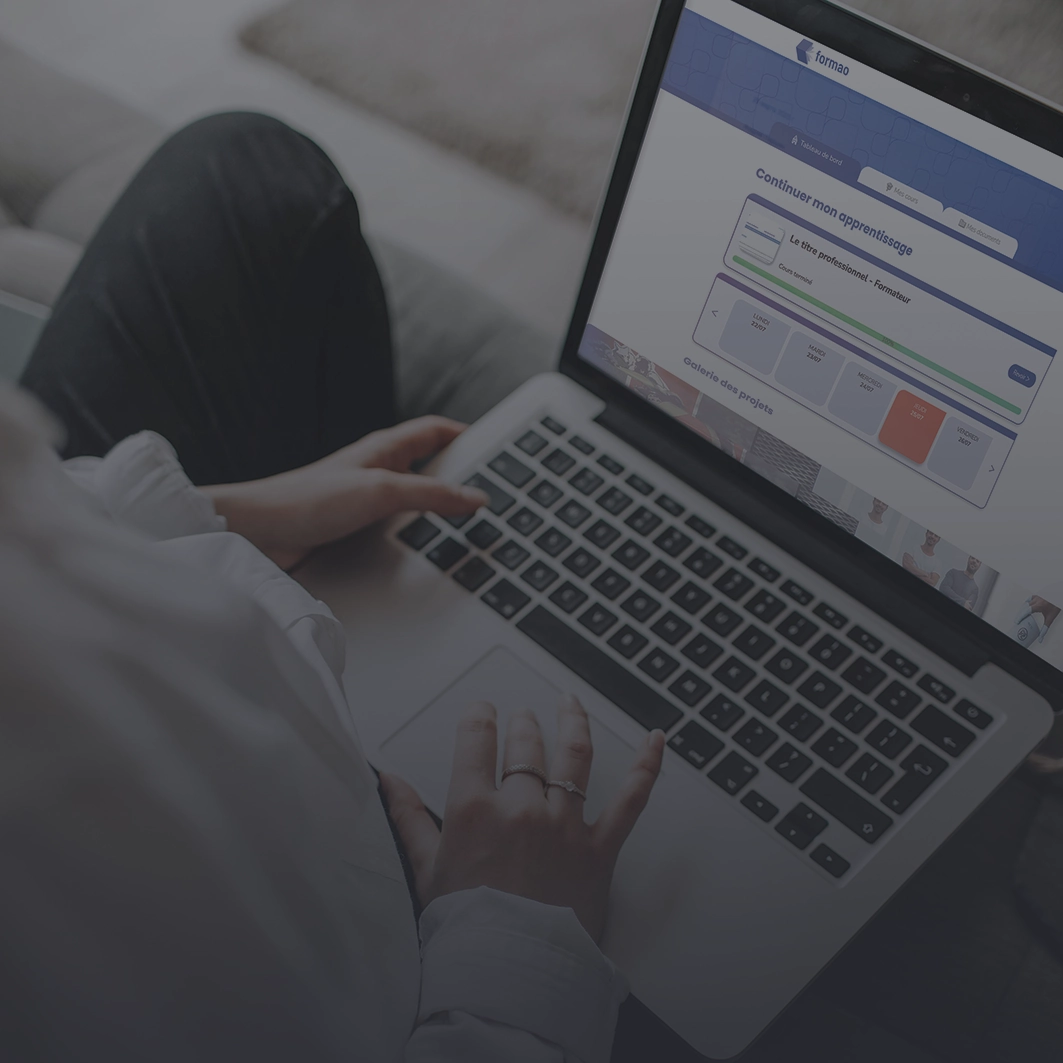 formao
Tableau de bord
Mes cours
Mes documents
Continuer mon apprentissage
Le titre professionnel - Formateur
Cours terminé
LUNDI
22/07
MARDI
23/07
MERCREDI
24/07
JEUDI
25/07
VENDREDI
26/07
Galerie des projets